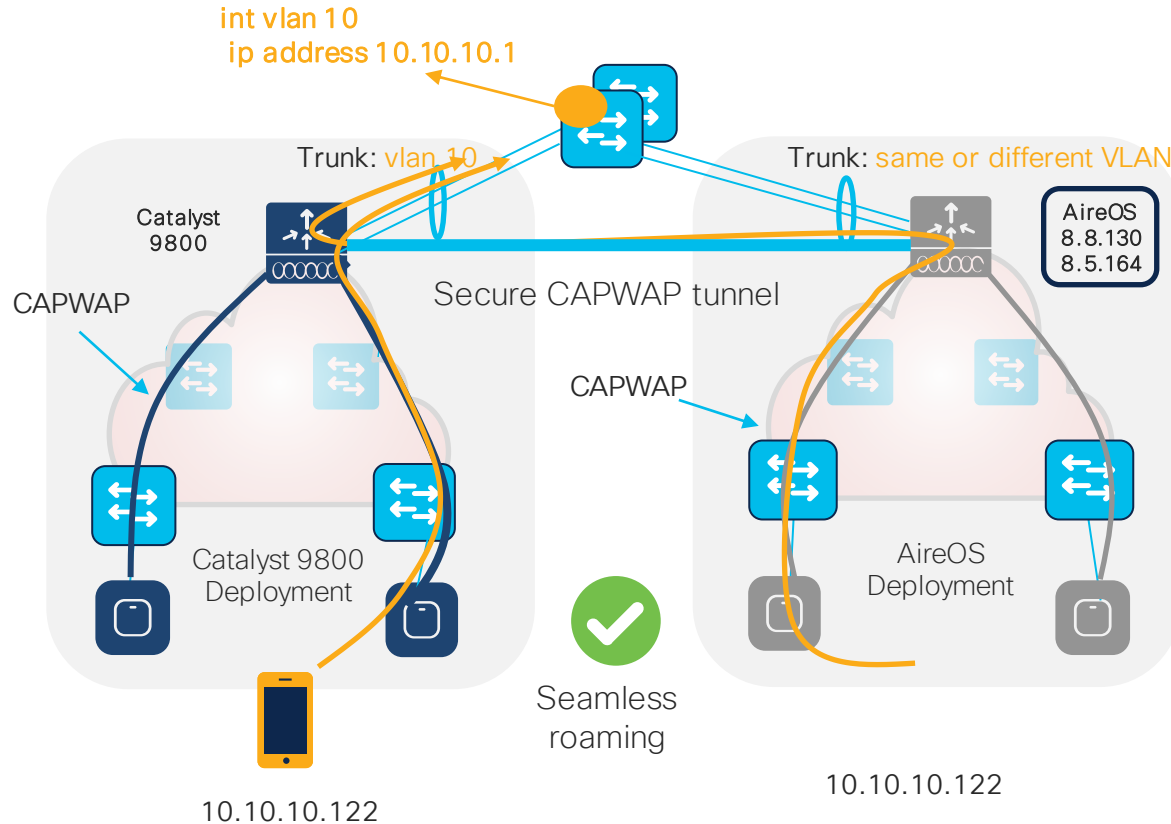 int vlan 10
ip address 10.10.10.1
Trunk: vlan 10
Trunk: same or different VLAN
Catalyst
9800
AireOS
8.8.130
8.5.164
CAPWAP
Secure CAPWAP tunnel
CAPWAP
Catalyst 9800
Deployment
AireOS
Deployment
Seamless
roaming
10.10.10.122
10.10.10.122